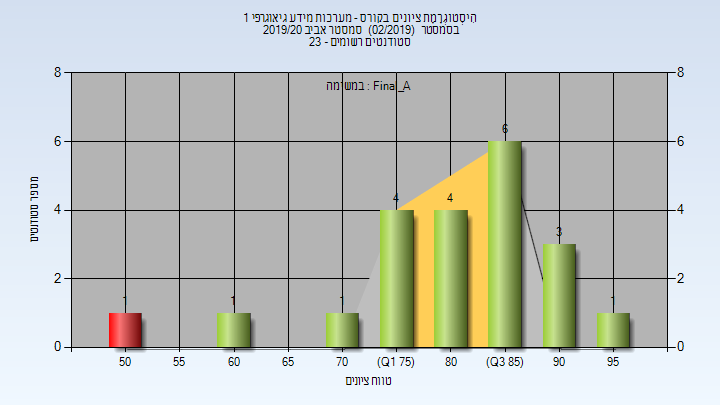 היסטוגרמת ציונים בקורס - מערכות מידע גיאוגרפי 1
בסמסטר (02/2019) סמסטר אביב 2019/20
סטודנטים רשומים - 23
במשימה : Final_A
מספר סטודנטים
8 8
6 6
4 4
2 2
0 0
1 1 1 4 4 6 3 1
50 55 60 65 70 (Q1 75) 80 (Q3 85) 90 95
טווח ציונים